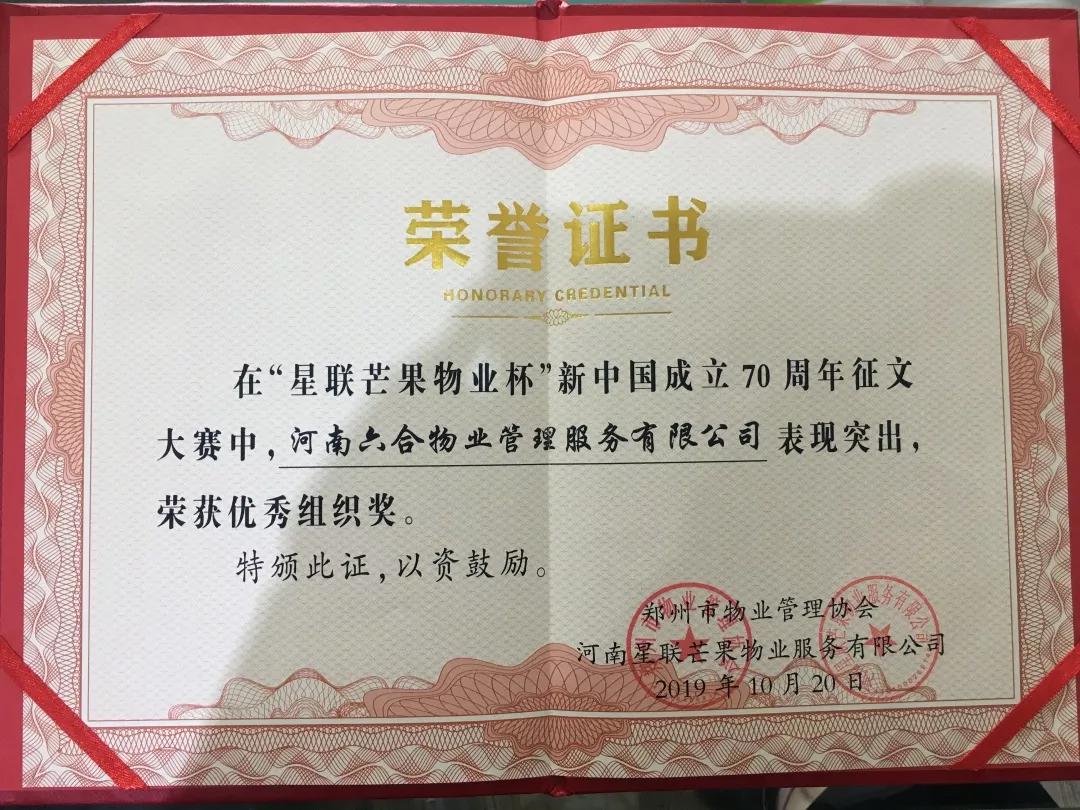 荣誉证书
HONORARY CREDENTIAL
在“星联芒果物业杯”新中国成立70周年征文
大赛中，河南六合物业管理服务有限公司表现突出，
荣获优秀组织奖。
特颁此证，以资鼓励。
郑州市物业管理协会
河南星联芒果物业服务有限公司
2019年10月20日